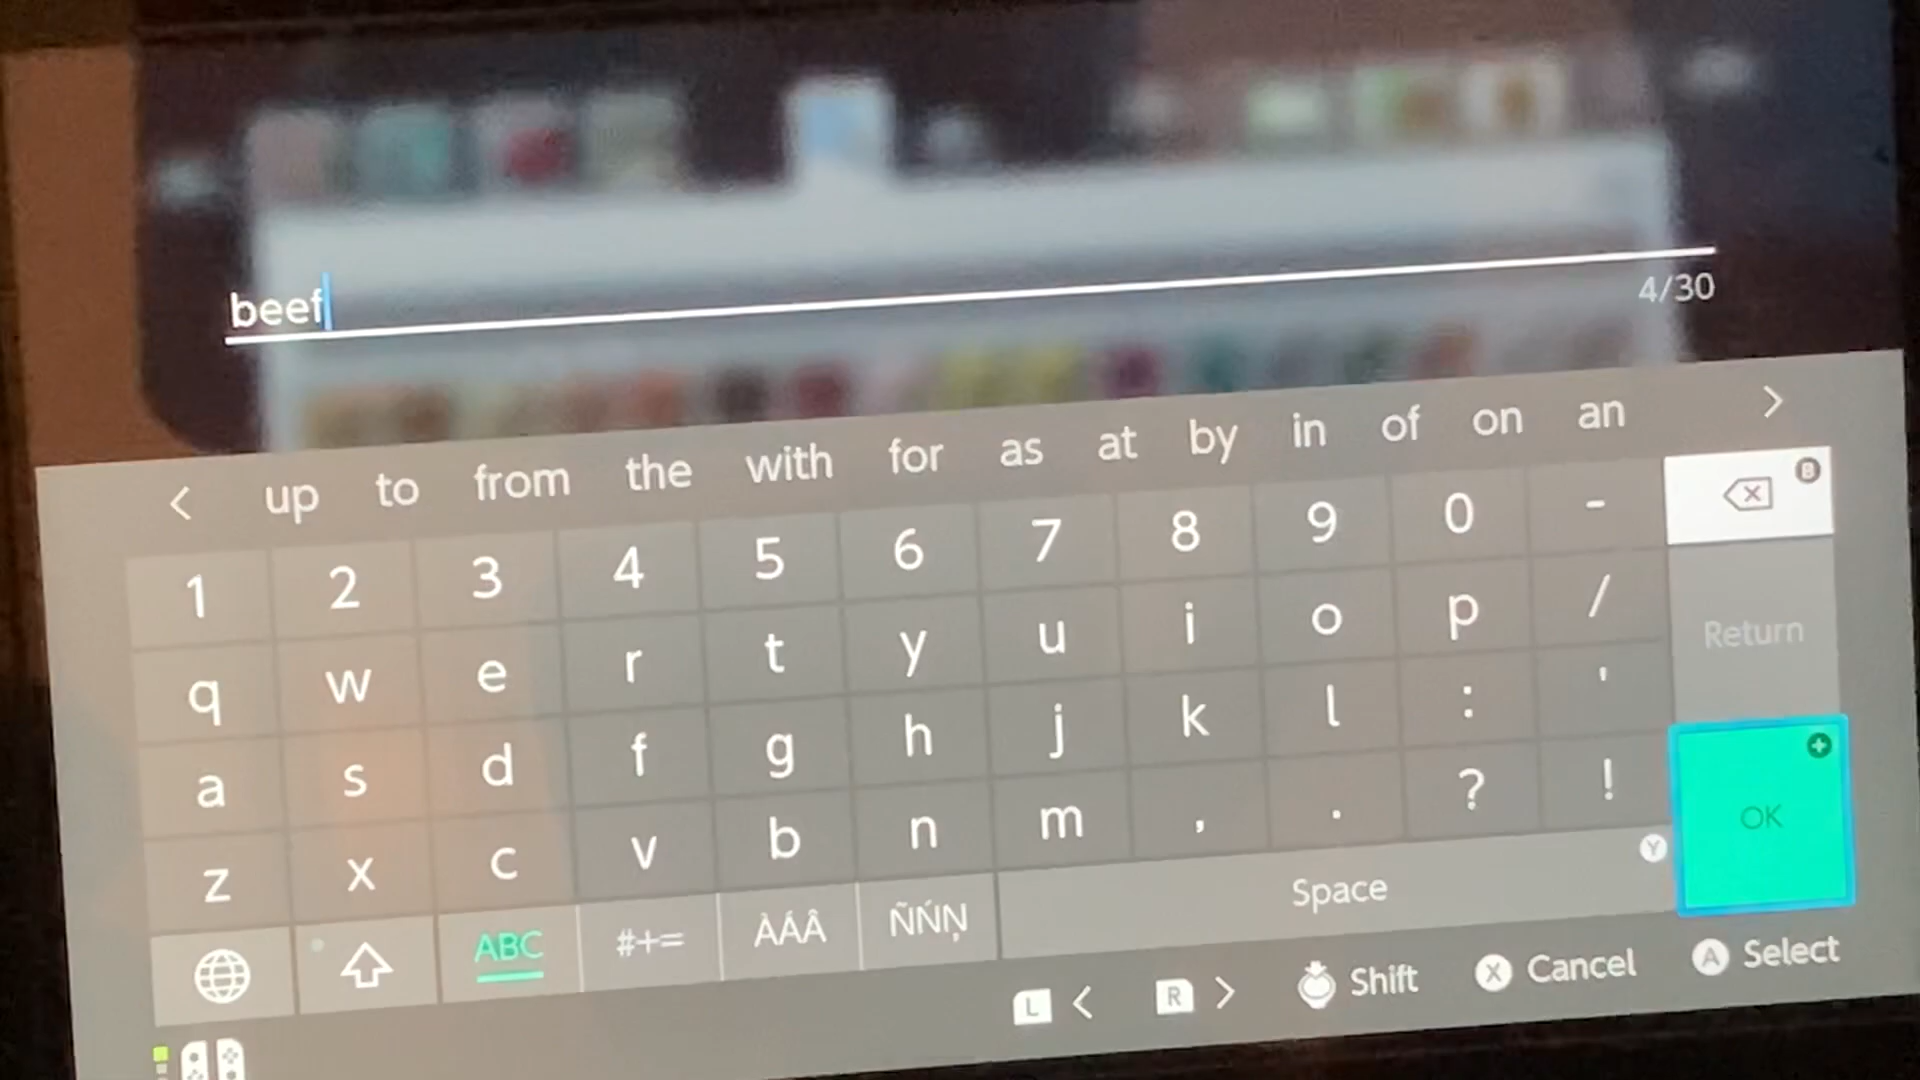 beef
4/30
< up to from the with for as at by in of on an >
1 2 3 4 5 6 7 8 9 0 - B
q w e r t y u i o p / Return
a s d f g h j k l : '
z x c v b n m , . ? ! + OK
ABC #+= ÀÁÂ ÑŃŅ Space Y
L < R > Shift X Cancel A Select